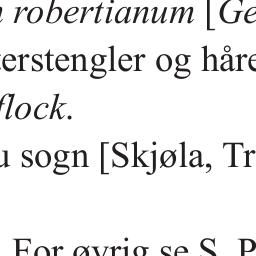 robertianum [Ge
terstengler og håre
flock.
u sogn [Skjøla, Tr
For øvrig se S. P